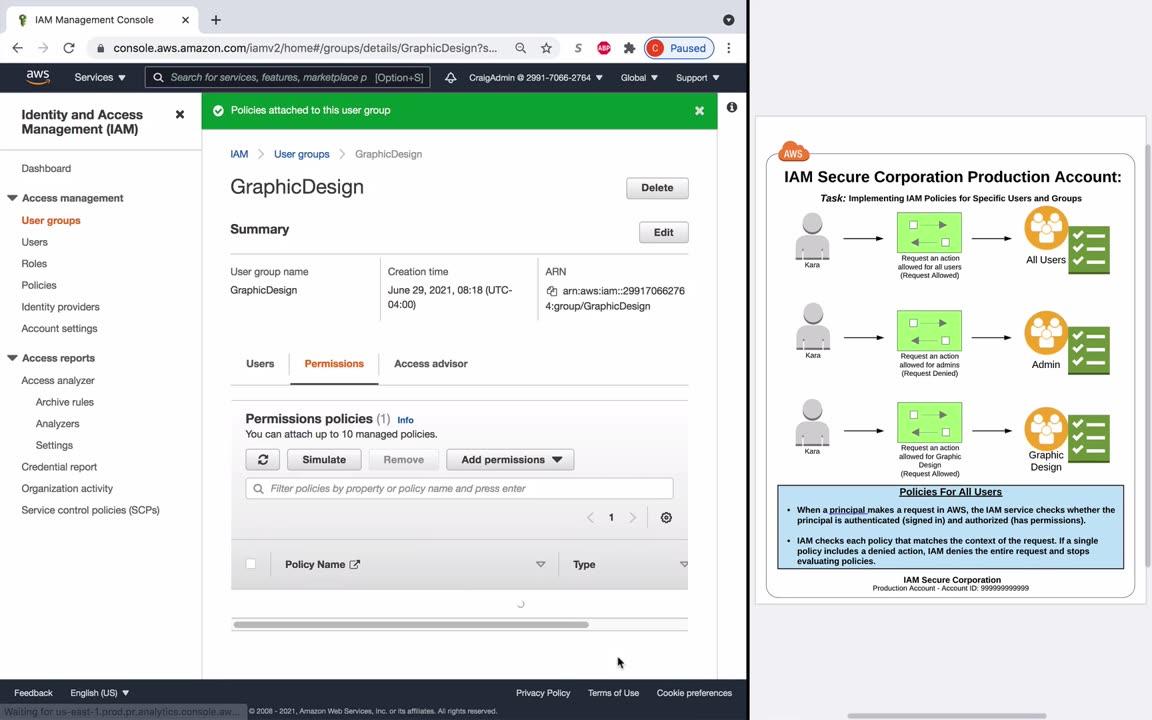 IAM Management Console
console.aws.amazon.com/iamv2/home#/groups/details/GraphicDesign?s...
S
ABP
C Paused
aws
Services
Search for services, features, marketplace p [Option+S]
CraigAdmin @ 2991-7066-2764
Global
Support
Identity and Access
Management (IAM)
Dashboard
Access management
User groups
Users
Roles
Policies
Identity providers
Account settings
Access reports
Access analyzer
Archive rules
Analyzers
Settings
Credential report
Organization activity
Service control policies (SCPs)
Policies attached to this user group
IAM > User groups > GraphicDesign
GraphicDesign
Delete
Summary
Edit
User group name
GraphicDesign
Creation time
June 29, 2021, 08:18 (UTC-
04:00)
ARN
arn:aws:iam::29917066276
4:group/GraphicDesign
Users
Permissions
Access advisor
Permissions policies (1) Info
You can attach up to 10 managed policies.
Simulate
Remove
Add permissions
Filter policies by property or policy name and press enter
1
Policy Name
Type
Feedback
English (US)
Privacy Policy
Terms of Use
Cookie preferences
Waiting for us-east-1.prod.pr.analytics.console.aw...
© 2008 - 2021, Amazon Web Services, Inc. or its affiliates. All rights reserved.
AWS
IAM Secure Corporation Production Account:
Task: Implementing IAM Policies for Specific Users and Groups
Kara
Request an action
allowed for all users
(Request Allowed)
All Users
Kara
Request an action
allowed for admins
(Request Denied)
Admin
Kara
Request an action
allowed for Graphic
Design
(Request Allowed)
Graphic
Design
Policies For All Users
• When a principal makes a request in AWS, the IAM service checks whether the
principal is authenticated (signed in) and authorized (has permissions).
• IAM checks each policy that matches the context of the request. If a single
policy includes a denied action, IAM denies the entire request and stops
evaluating policies.
IAM Secure Corporation
Production Account - Account ID: 999999999999